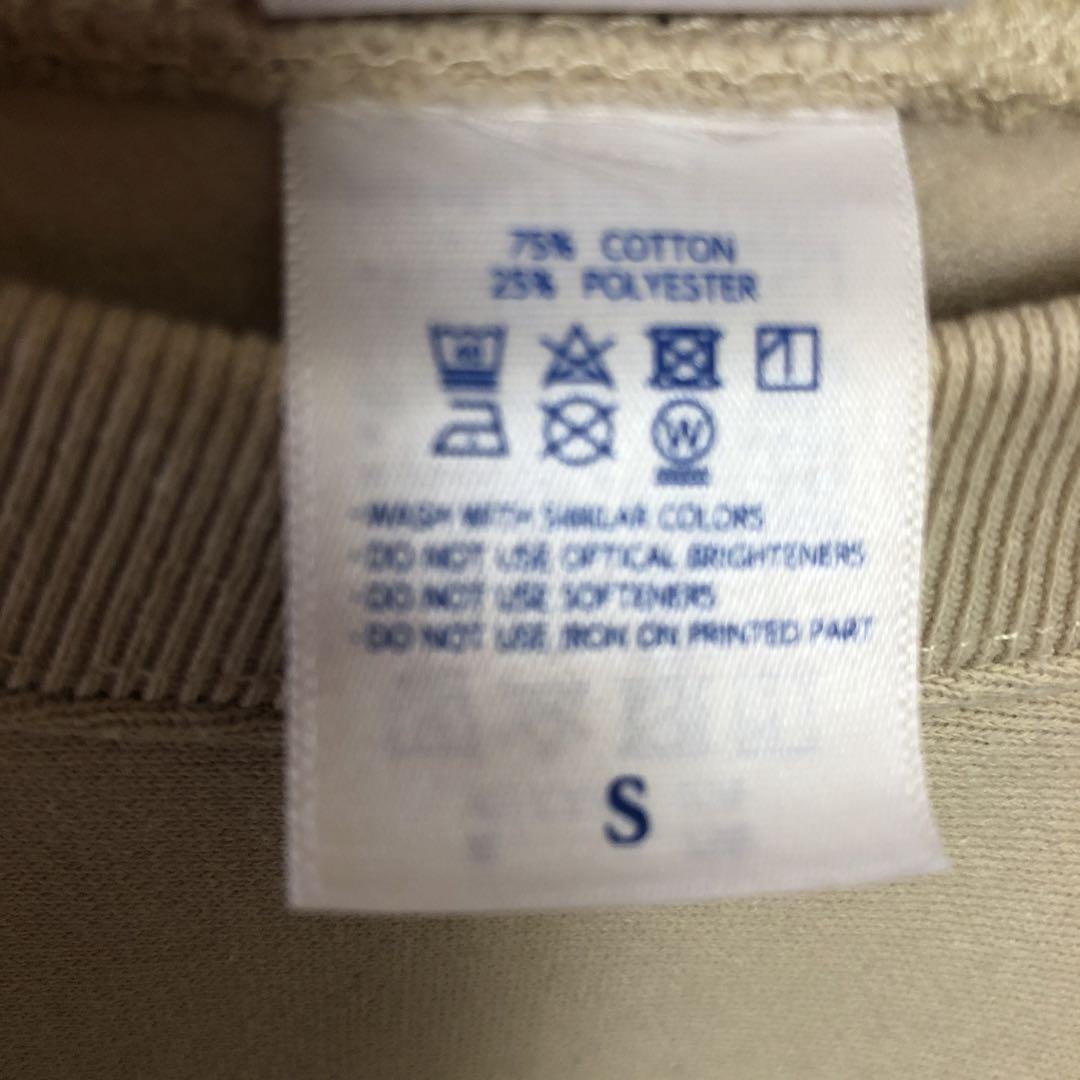 75% COTTON
25% POLYESTER
W
-WASH WITH SIMILAR COLORS
-DO NOT USE OPTICAL BRIGHTENERS
-DO NOT USE SOFTENERS
-DO NOT USE IRON ON PRINTED PART
S